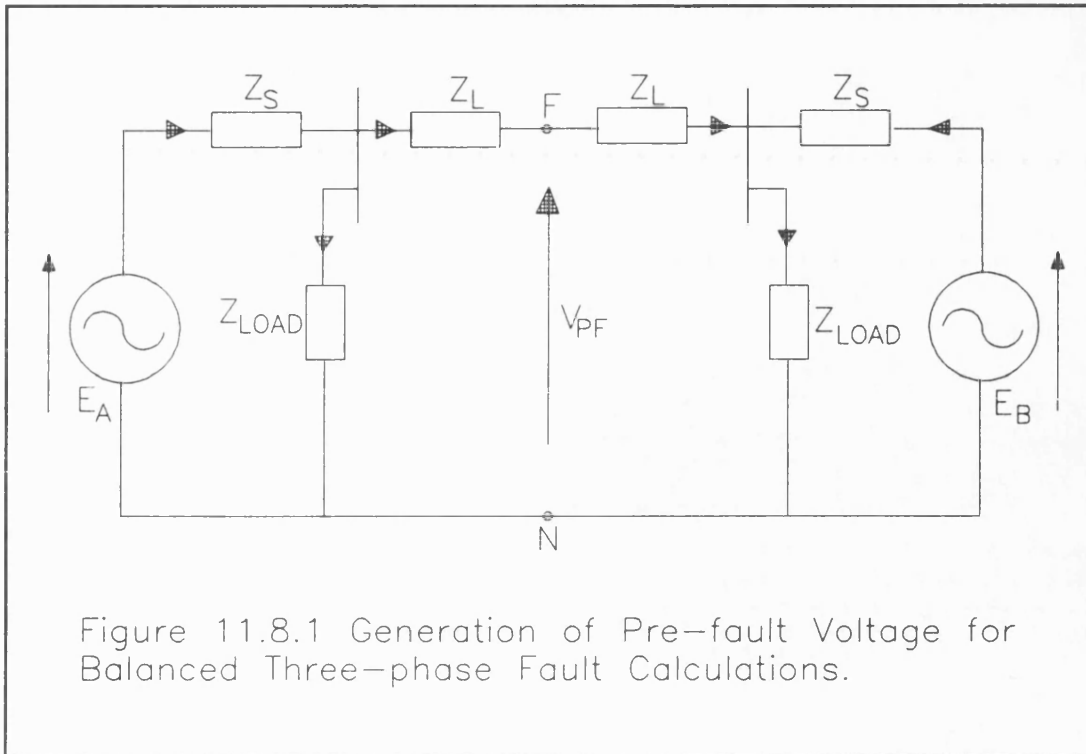 Z_S Z_L F Z_L Z_S
Z_LOAD V_PF Z_LOAD
E_A E_B
N
Figure 11.8.1 Generation of Pre-fault Voltage for
Balanced Three-phase Fault Calculations.